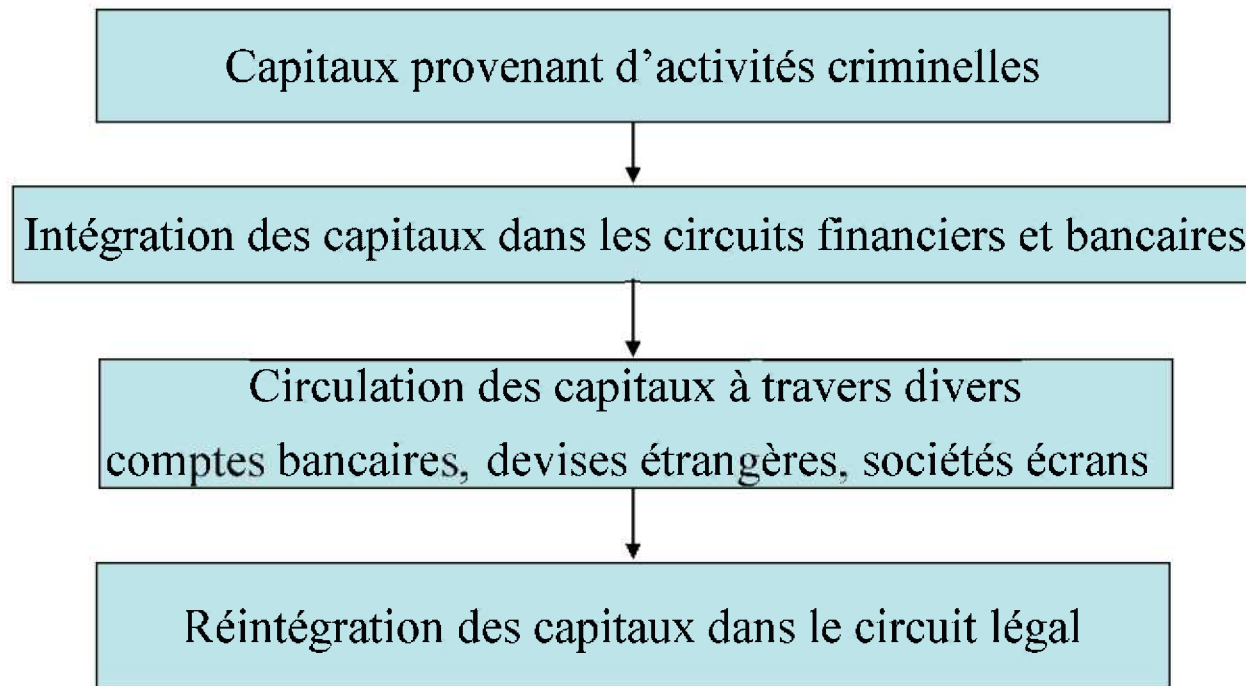 Capitaux provenant d’activités criminelles
Intégration des capitaux dans les circuits financiers et bancaires
Circulation des capitaux à travers divers
comptes bancaires, devises étrangères, sociétés écrans
Réintégration des capitaux dans le circuit légal